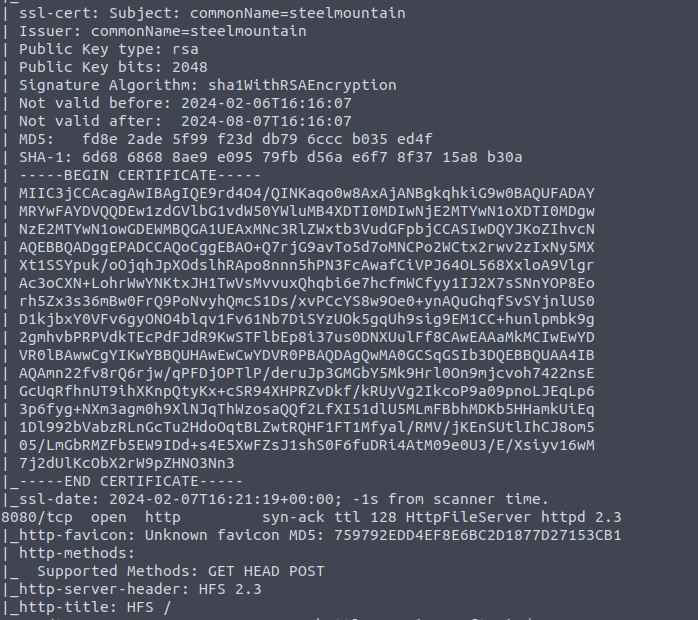 |_
| ssl-cert: Subject: commonName=steelmountain
| Issuer: commonName=steelmountain
| Public Key type: rsa
| Public Key bits: 2048
| Signature Algorithm: sha1WithRSAEncryption
| Not valid before: 2024-02-06T16:16:07
| Not valid after:  2024-08-07T16:16:07
| MD5:   fd8e 2ade 5f99 f23d db79 6ccc b035 ed4f
| SHA-1: 6d68 6868 8ae9 e095 79fb d56a e6f7 8f37 15a8 b30a
| -----BEGIN CERTIFICATE-----
| MIIC3jCCAcagAwIBAgIQE9rd4O4/QINKaqo0w8AxAjANBgkqhkiG9w0BAQUFADAY
| MRYwFAYDVQQDEw1zdGVlbG1vdW50YWluMB4XDTI0MDIwNjE2MTYwN1oXDTI0MDgw
| NzE2MTYwN1owGDEWMBQGA1UEAxMNc3RlZWxtb3VudGFpbjCCASIwDQYJKoZIhvcN
| AQEBBQADggEPADCCAQoCggEBAO+Q7rjG9avTo5d7oMNCPo2WCtx2rwv2zIxNy5MX
| Xt1SSYpuk/oOjqhJpXOdslhRApo8nnn5hPN3FcAwafCiVPJ64OL568XxloA9Vlgr
| Ac3oCXN+LohrWwYNKtxJH1TwVsMvvuxQhqbi6e7hcfmWCfyy1IJ2X7sSNnYOP8Eo
| rh5Zx3s36mBw0FrQ9PoNvyhQmcS1Ds/xvPCcYS8w9Oe0+ynAQuGhqfSvSYjnlUS0
| D1kjbxY0VFv6gyONO4blqv1Fv61Nb7DiSYzUOk5gqUh9sig9EM1CC+hunlpmbk9g
| 2gmhvbPRPVdkTEcPdFJdR9KwSTFlbEp8i37us0DNXUulFf8CAwEAAaMkMCIwEwYD
| VR0lBAwwCgYIKwYBBQUHAwEwCwYDVR0PBAQDAgQwMA0GCSqGSIb3DQEBBQUAA4IB
| AQAmn22fv8rQ6rjw/qPFDjOPTlP/deruJp3GMGbY5Mk9Hrl0On9mjcvoh7422nsE
| GcUqRfhnUT9ihXKnpQtyKx+cSR94XHPRZvDkf/kRUyVg2IkcoP9a09pnoLJEqLp6
| 3p6fyg+NXm3agm0h9XlNJqThWzosaQQf2LfXI51dlU5MLmFBbhMDKb5HHamkUiEq
| 1Dl992bVabzRLnGcTu2HdoOqtBLZwtRQHF1FT1Mfyal/RMV/jKEnSUtlIhCJ8om5
| 05/LmGbRMZFb5EW9IDd+s4E5XwFZsJ1shS0F6fuDRi4AtM09e0U3/E/Xsiyv16wM
| 7j2dUlKcObX2rW9pZHNO3Nn3
|_-----END CERTIFICATE-----
|_ssl-date: 2024-02-07T16:21:19+00:00; -1s from scanner time.
8080/tcp  open  http          syn-ack ttl 128 HttpFileServer httpd 2.3
|_http-favicon: Unknown favicon MD5: 759792EDD4EF8E6BC2D1877D27153CB1
| http-methods:
|_  Supported Methods: GET HEAD POST
|_http-server-header: HFS 2.3
|_http-title: HFS /